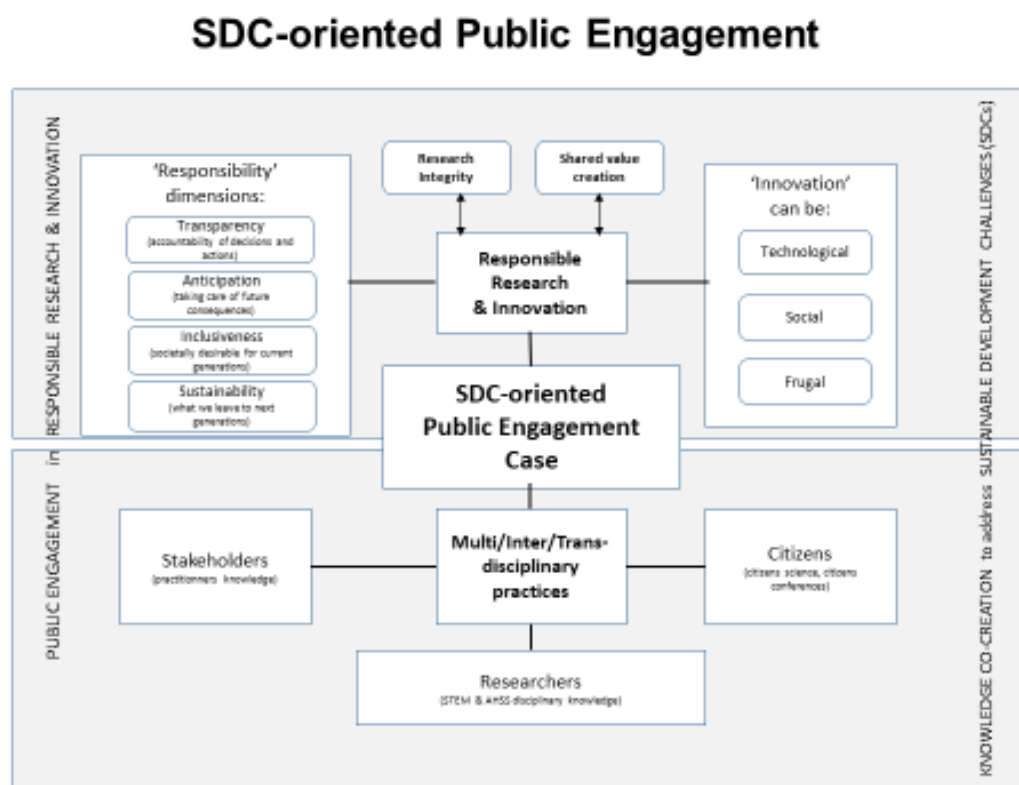 SDC-oriented Public Engagement
PUBLIC ENGAGEMENT in RESPONSIBLE RESEARCH & INNOVATION
'Responsibility'
dimensions:
Transparency
(accountability of decisions and
actions)
Anticipation
(taking care of future
consequences)
Inclusiveness
(societally desirable for current
generations)
Sustainability
(what we leave to next
generations)
Research
Integrity
Shared value
creation
Responsible
Research
& Innovation
'Innovation'
can be:
Technological
Social
Frugal
SDC-oriented
Public Engagement
Case
Stakeholders
(practitionners knowledge)
Multi/Inter/Trans-
disciplinary
practices
Citizens
(citizens science, citizens
conferences)
Researchers
(STEM & AHSS disciplinary knowledge)
KNOWLEDGE CO-CREATION to address SUSTAINABLE DEVELOPMENT CHALLENGES (SDCs)